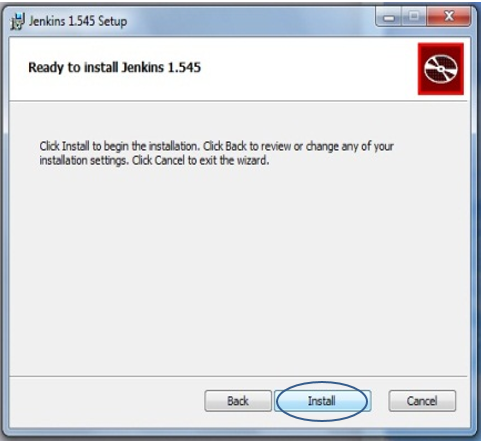 Jenkins 1.545 Setup
Ready to install Jenkins 1.545
Click Install to begin the installation. Click Back to review or change any of your
installation settings. Click Cancel to exit the wizard.
Back Install Cancel